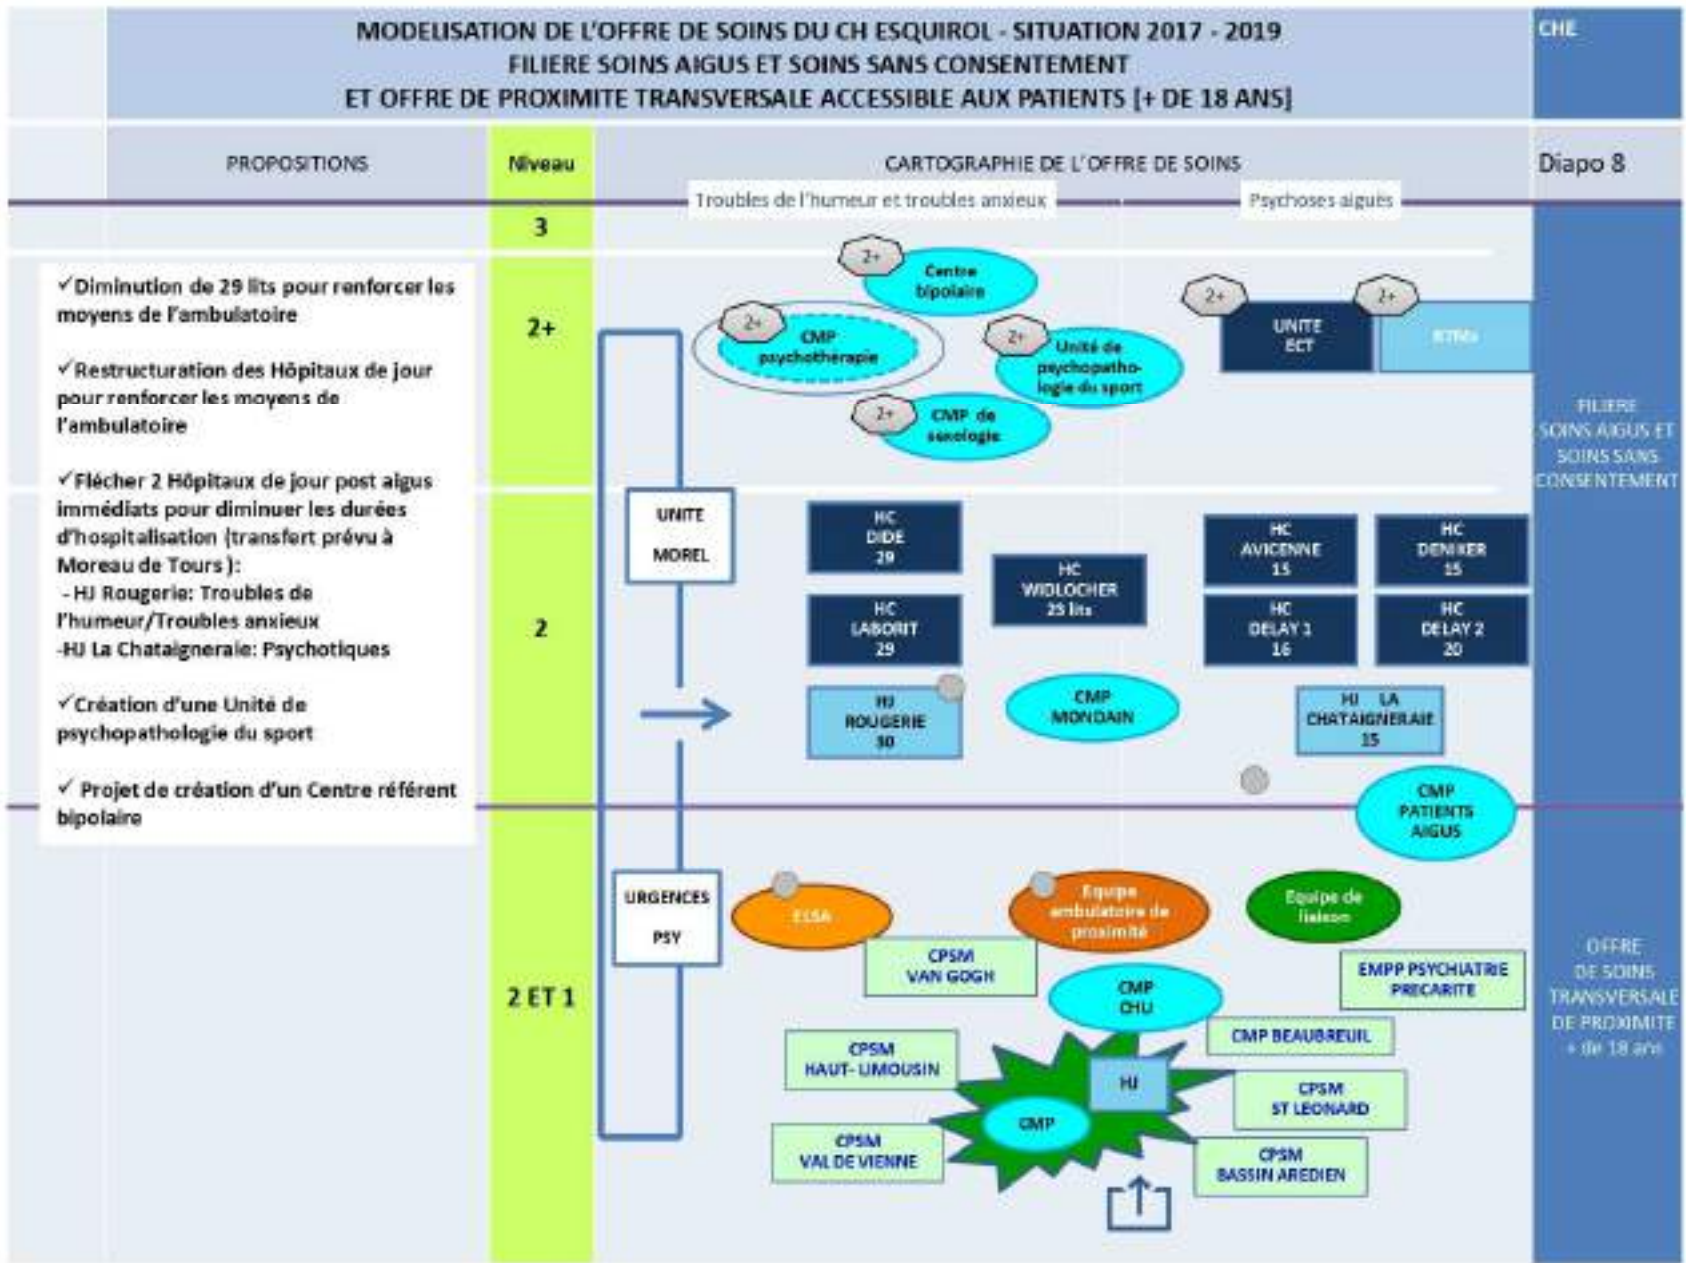 MODELISATION DE L'OFFRE DE SOINS DU CH ESQUIROL - SITUATION 2017 - 2019
FILIERE SOINS AIGUS ET SOINS SANS CONSENTEMENT
ET OFFRE DE PROXIMITE TRANSVERSALE ACCESSIBLE AUX PATIENTS [+ DE 18 ANS]
CHE
PROPOSITIONS
Niveau
CARTOGRAPHIE DE L'OFFRE DE SOINS
Diapo 8
Troubles de l'humeur et troubles anxieux
Psychoses aigues
3
✓Diminution de 29 lits pour renforcer les
moyens de l'ambulatoire
✓Restructuration des Hôpitaux de jour
pour renforcer les moyens de
l'ambulatoire
✓Flécher 2 Hôpitaux de jour post aigus
immédiats pour diminuer les durées
d'hospitalisation (transfert prévu à
Moreau de Tours ):
- HJ Rougerie: Troubles de
l'humeur/Troubles anxieux
-HJ La Chataigneraie: Psychotiques
✓Création d'une Unité de
psychopathologie du sport
✓ Projet de création d'un Centre référent
bipolaire
2+
2+
Centre
bipolaire
2+
CMP
psychothérapie
2+
Unité de
psychopatho-
logie du sport
2+
CMP de
sexologie
2+
UNITE
ECT
2+
FILIERE
SOINS AIGUS ET
SOINS SANS
CONSENTEMENT
2
UNITE
MOREL
HC
DIDE
29
HC
WIDLOCHER
23 lits
HC
LABORIT
29
HC
AVICENNE
15
HC
DENIKER
15
HC
DELAY 1
16
HC
DELAY 2
20
HJ
ROUGERIE
30
CMP
MONDAIN
HJ LA
CHATAIGNERAIE
15
CMP
PATIENTS
AIGUS
2 ET 1
URGENCES
PSY
ELSA
Equipe
ambulatoire de
proximité
Equipe de
liaison
CPSM
VAN GOGH
EMPP PSYCHIATRIE
PRECARITE
CMP
CHU
CMP BEAUBREUIL
CPSM
HAUT- LIMOUSIN
HJ
CPSM
ST LEONARD
CMP
CPSM
VAL DE VIENNE
CPSM
BASSIN AREDIEN
OFFRE
DE SOINS
TRANSVERSALE
DE PROXIMITE
+ de 18 ans